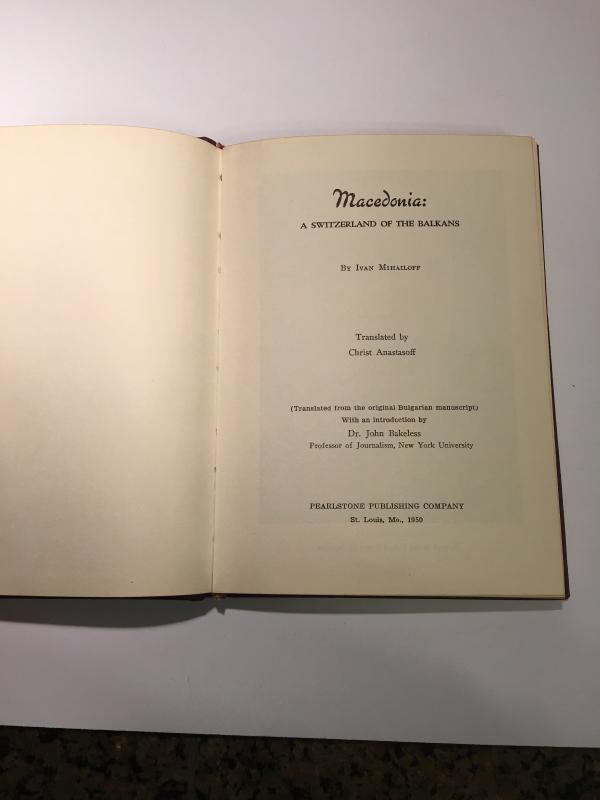 Macedonia:
A SWITZERLAND OF THE BALKANS
BY IVAN MIHAILOFF
Translated by
Christ Anastasoff
(Translated from the original Bulgarian manuscript)
With an introduction by
Dr. John Bakeless
Professor of Journalism, New York University
PEARLSTONE PUBLISHING COMPANY
St. Louis, Mo., 1950